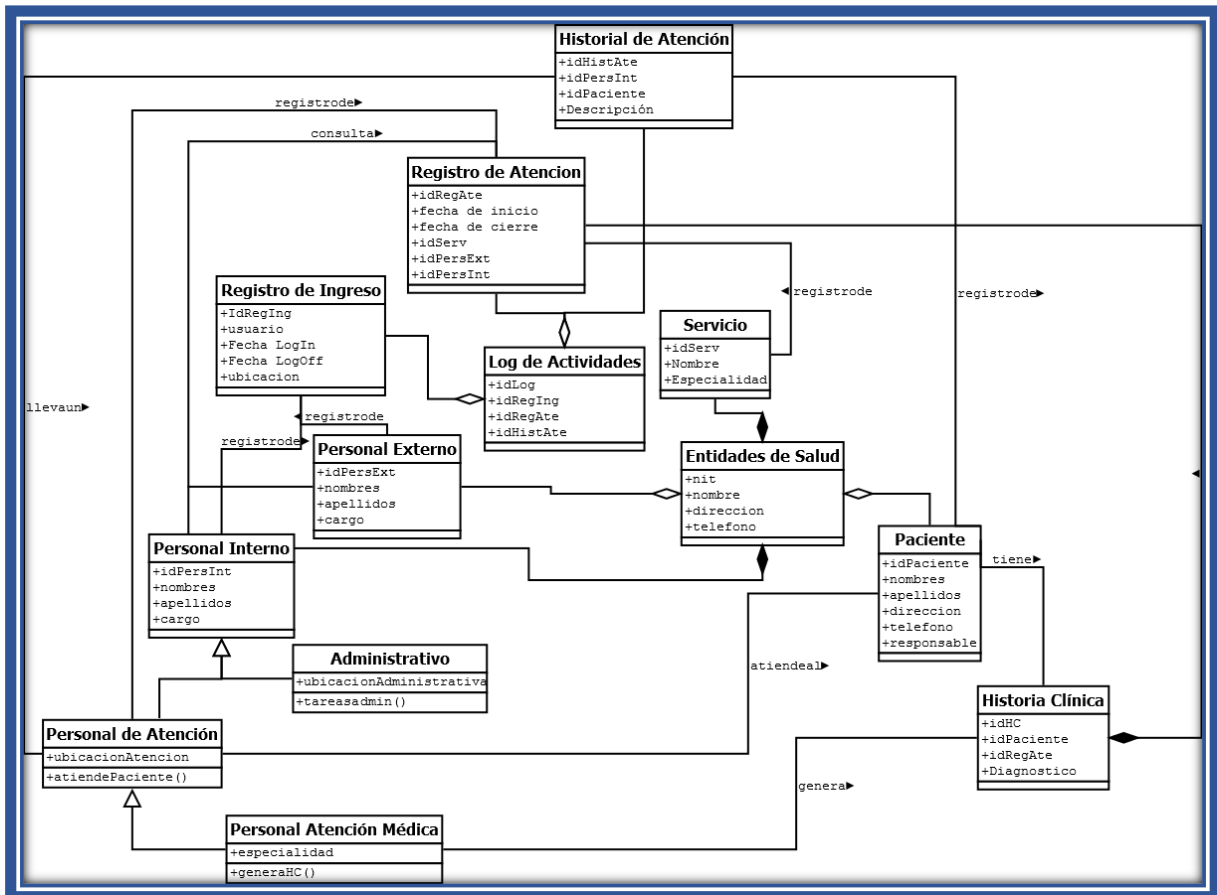 Historial de Atención
+idHistAte
+idPersInt
+idPaciente
+Descripción
registrode►
consulta►
Registro de Atencion
+idRegAte
+fecha de inicio
+fecha de cierre
+idServ
+idPersExt
+idPersInt
Registro de Ingreso
+IdRegIng
+usuario
+Fecha LogIn
+Fecha LogOff
+ubicacion
◄registrode
registrode►
Servicio
+idServ
+Nombre
+Especialidad
Log de Actividades
+idLog
+idRegIng
+idRegAte
+idHistAte
llevaun►
◄registrode
registrode►
Personal Externo
+idPersExt
+nombres
+apellidos
+cargo
Entidades de Salud
+nit
+nombre
+direccion
+telefono
◄
Personal Interno
+idPersInt
+nombres
+apellidos
+cargo
Paciente
+idPaciente
+nombres
+apellidos
+direccion
+telefono
+responsable
tiene►
Administrativo
+ubicacionAdministrativa
+tareasadmin()
atiendeal►
Historia Clínica
+idHC
+idPaciente
+idRegAte
+Diagnostico
Personal de Atención
+ubicacionAtencion
+atiendePaciente()
genera►
Personal Atención Médica
+especialidad
+generaHC()